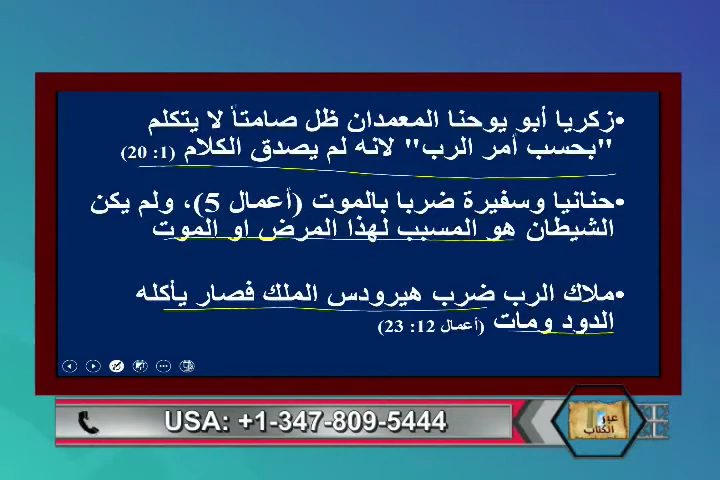 •زكريا أبو يوحنا المعمدان ظل صامتاً لا يتكلم
"بحسب أمر الرب" لانه لم يصدق الكلام (1: 20)
•حنانيا وسفيرة ضربا بالموت (أعمال 5)، ولم يكن
الشيطان هو المسبب لهذا المرض او الموت
•ملاك الرب ضرب هيرودس الملك فصار يأكله
الدود ومات (أعمال 12: 23)
USA: +1-347-809-5444
عبر
الكتاب